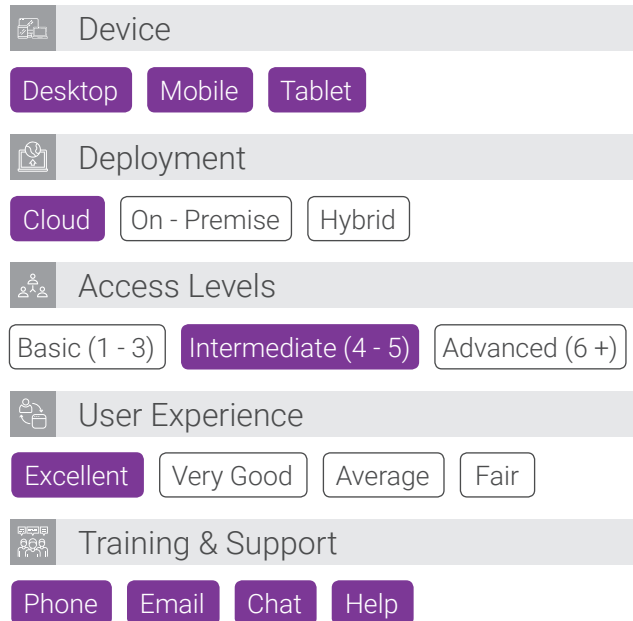 Device
Desktop Mobile Tablet
Deployment
Cloud On - Premise Hybrid
Access Levels
Basic (1 - 3) Intermediate (4 - 5) Advanced (6 +)
User Experience
Excellent Very Good Average Fair
Training & Support
Phone Email Chat Help